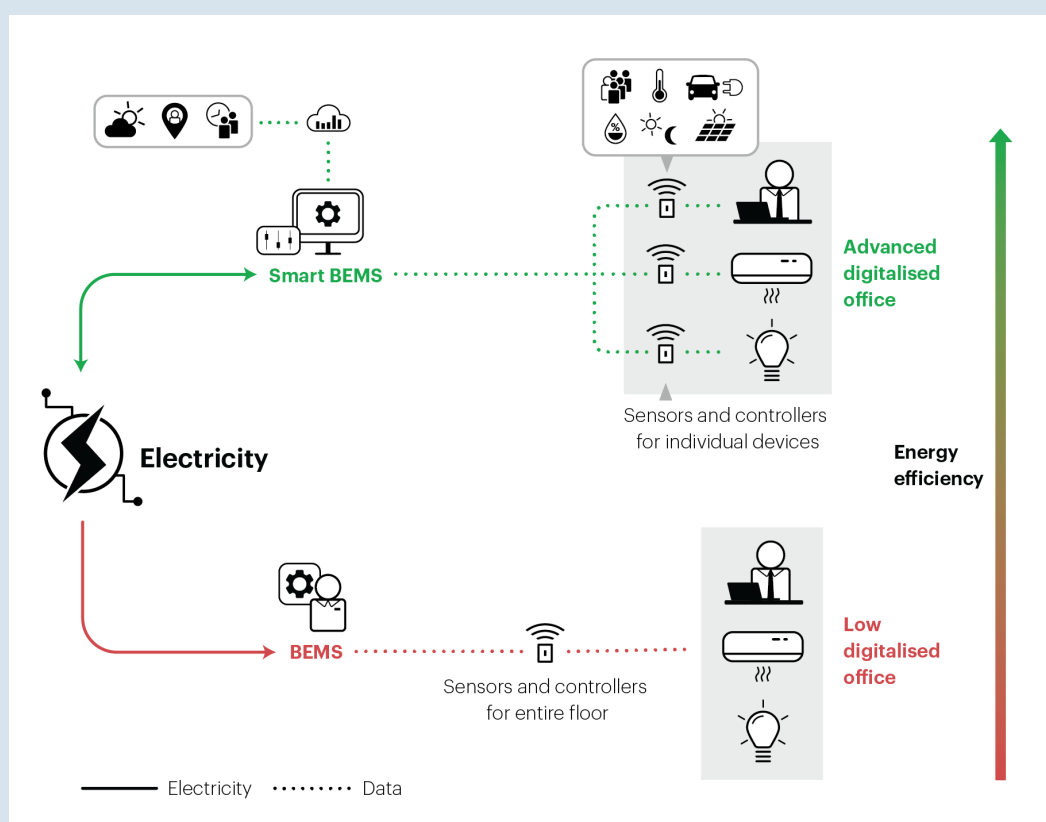 %
Smart BEMS
Advanced
digitalised
office
Sensors and controllers
for individual devices
Electricity
Energy
efficiency
BEMS
Sensors and controllers
for entire floor
Low
digitalised
office
Electricity
Data